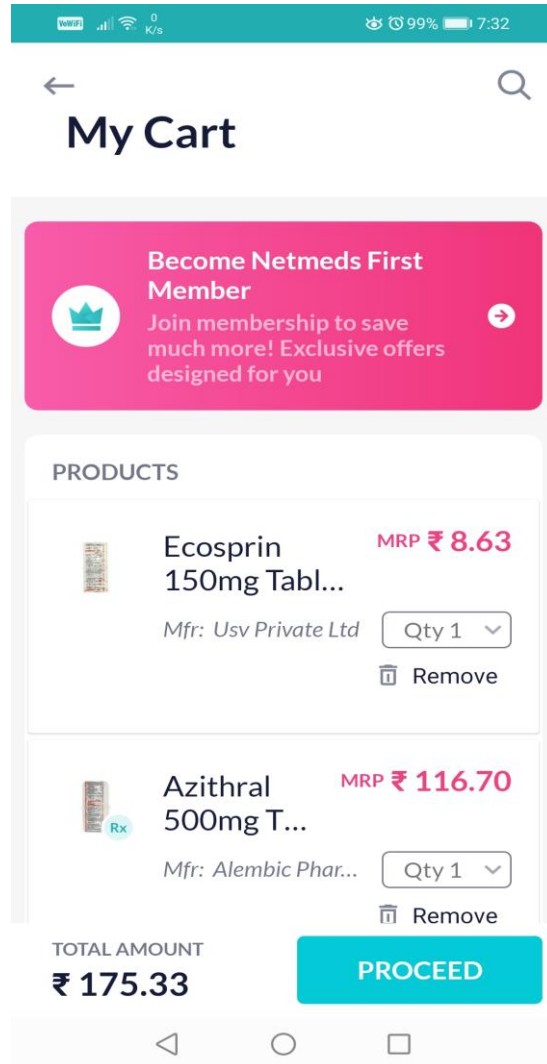 VoWiFi 0 K/s 99% 7:32
My Cart
Become Netmeds First
Member
Join membership to save
much more! Exclusive offers
designed for you
PRODUCTS
Ecosprin MRP ₹ 8.63
150mg Tabl...
Mfr: Usv Private Ltd Qty 1
Remove
Azithral MRP ₹ 116.70
Rx 500mg T...
Mfr: Alembic Phar... Qty 1
Remove
TOTAL AMOUNT
₹ 175.33 PROCEED